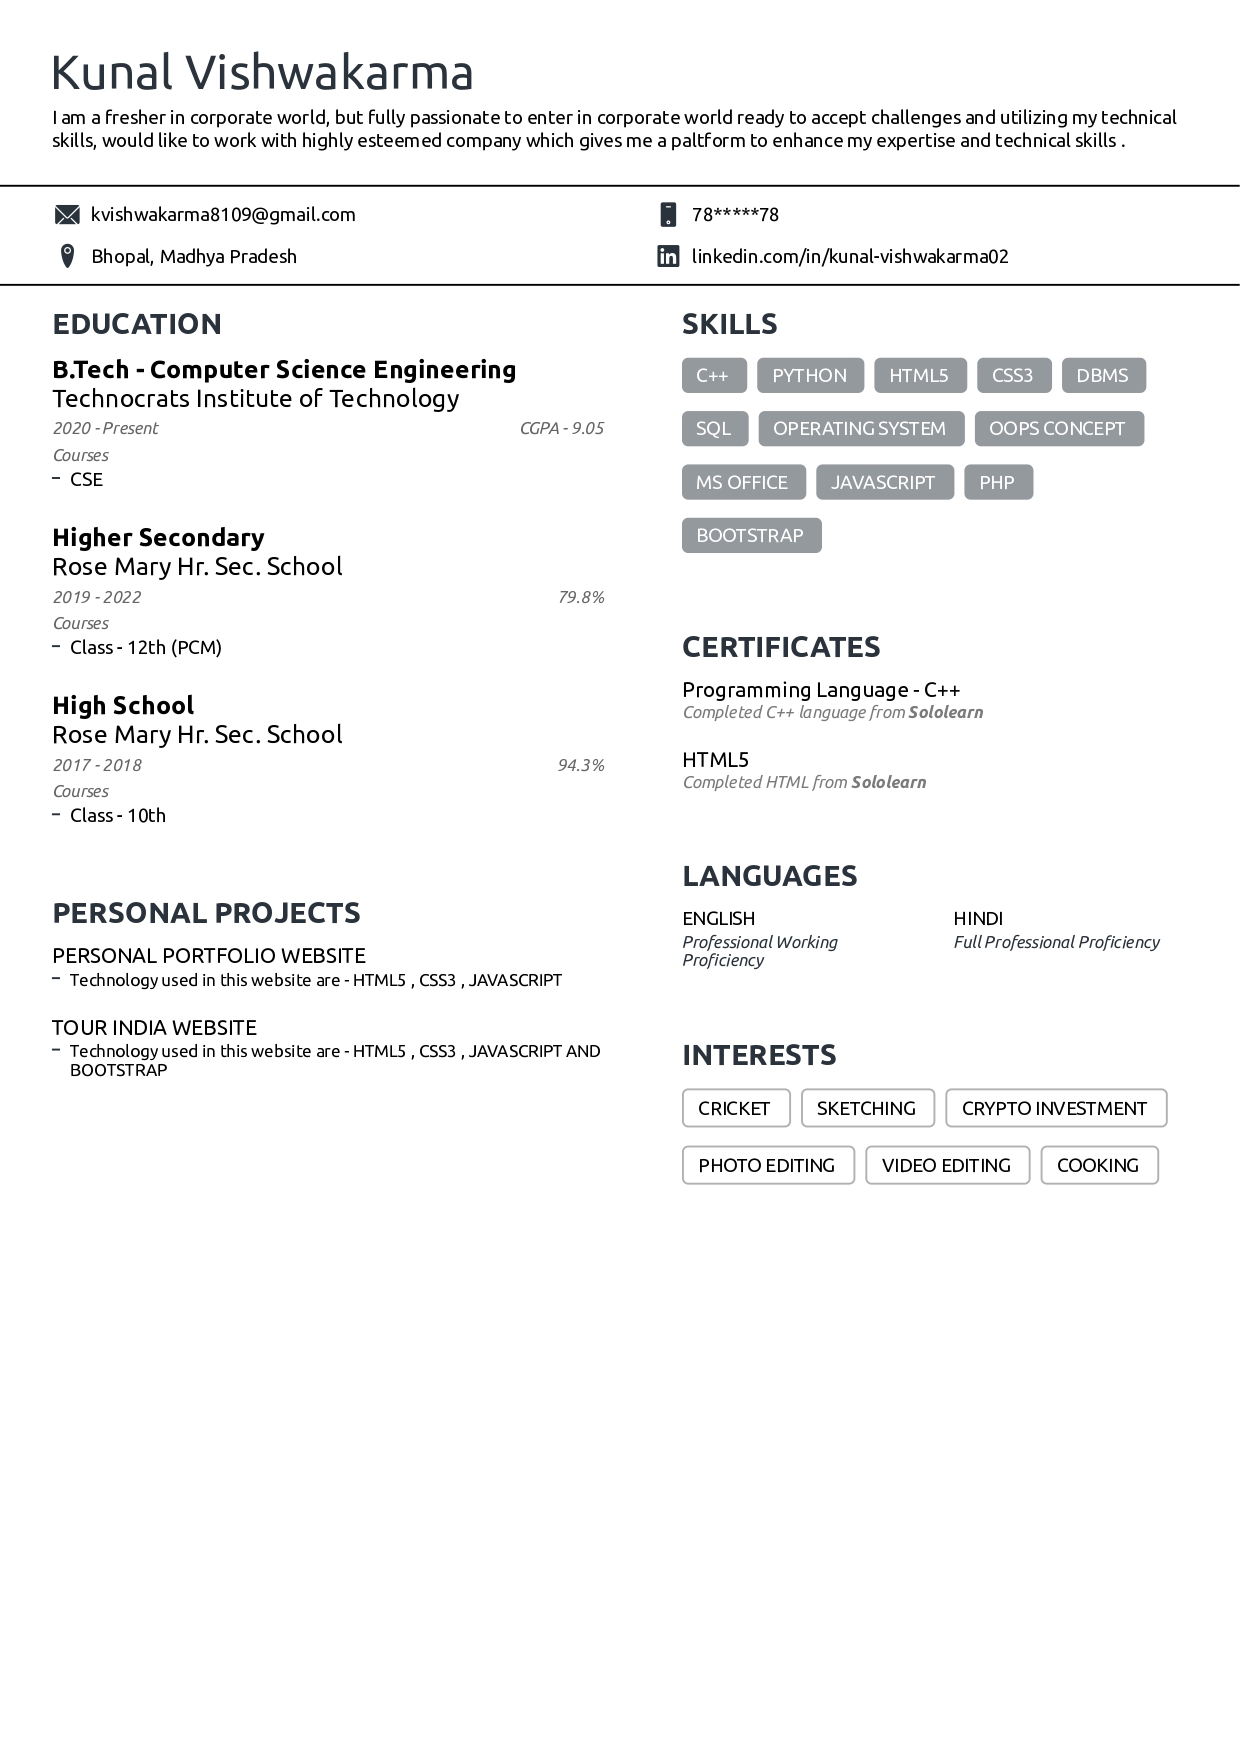 Kunal Vishwakarma
I am a fresher in corporate world, but fully passionate to enter in corporate world ready to accept challenges and utilizing my technical
skills, would like to work with highly esteemed company which gives me a paltform to enhance my expertise and technical skills .
kvishwakarma8109@gmail.com
78*****78
Bhopal, Madhya Pradesh
linkedin.com/in/kunal-vishwakarma02
EDUCATION
B.Tech - Computer Science Engineering
Technocrats Institute of Technology
2020 - Present CGPA - 9.05
Courses
– CSE
Higher Secondary
Rose Mary Hr. Sec. School
2019 - 2022 79.8%
Courses
– Class - 12th (PCM)
High School
Rose Mary Hr. Sec. School
2017 - 2018 94.3%
Courses
– Class - 10th
PERSONAL PROJECTS
PERSONAL PORTFOLIO WEBSITE
– Technology used in this website are - HTML5 , CSS3 , JAVASCRIPT
TOUR INDIA WEBSITE
– Technology used in this website are - HTML5 , CSS3 , JAVASCRIPT AND
BOOTSTRAP
SKILLS
C++ PYTHON HTML5 CSS3 DBMS
SQL OPERATING SYSTEM OOPS CONCEPT
MS OFFICE JAVASCRIPT PHP
BOOTSTRAP
CERTIFICATES
Programming Language - C++
Completed C++ language from Sololearn
HTML5
Completed HTML from Sololearn
LANGUAGES
ENGLISH
Professional Working
Proficiency
HINDI
Full Professional Proficiency
INTERESTS
CRICKET SKETCHING CRYPTO INVESTMENT
PHOTO EDITING VIDEO EDITING COOKING